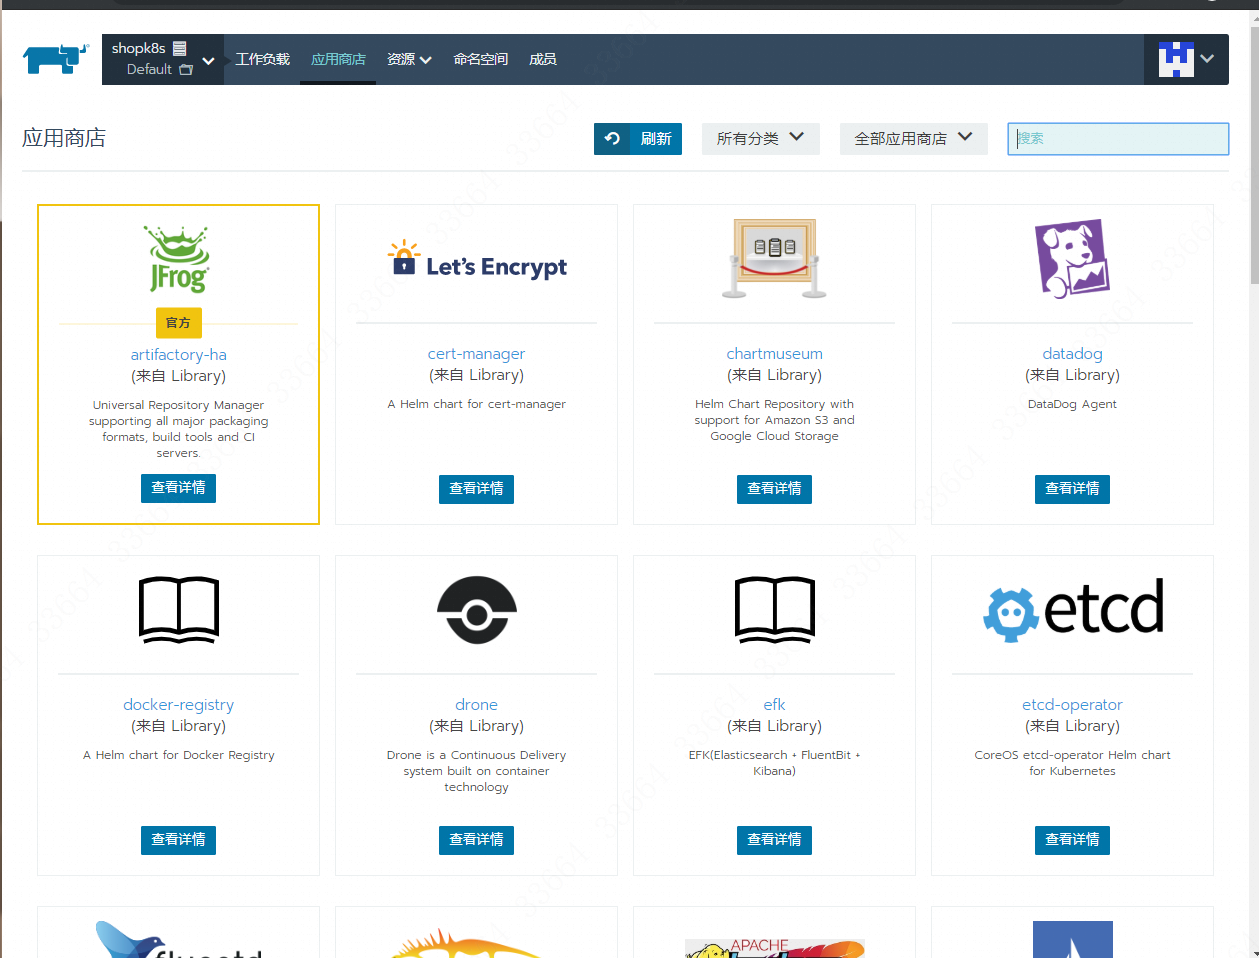 shopk8s
Default
工作负载
应用商店
资源
命名空间
成员
应用商店
刷新
所有分类
全部应用商店
搜索
JFrog
Let's Encrypt
官方
artifactory-ha
(来自 Library)
Universal Repository Manager
supporting all major packaging
formats, build tools and CI
servers.
查看详情
cert-manager
(来自 Library)
A Helm chart for cert-manager
查看详情
chartmuseum
(来自 Library)
Helm Chart Repository with
support for Amazon S3 and
Google Cloud Storage
查看详情
datadog
(来自 Library)
DataDog Agent
查看详情
etcd
docker-registry
(来自 Library)
A Helm chart for Docker Registry
查看详情
drone
(来自 Library)
Drone is a Continuous Delivery
system built on container
technology
查看详情
efk
(来自 Library)
EFK(Elasticsearch + FluentBit +
Kibana)
查看详情
etcd-operator
(来自 Library)
CoreOS etcd-operator Helm chart
for Kubernetes
查看详情
fluentd
APACHE
33664